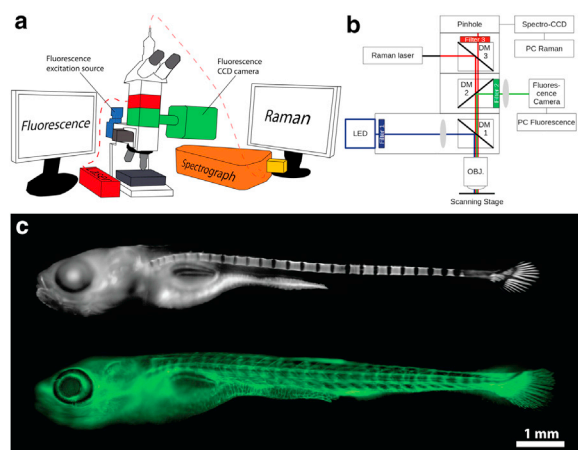 a
Fluorescence
excitation source
Fluorescence
CCD camera
Fluorescence
Raman
Laser
Spectrograph
b
Pinhole
Spectro-CCD
Filter 3
PC Raman
Raman laser
DM
3
DM
2
Filter 2
Fluores-
cence
Camera
PC Fluorescence
LED
Filter 1
DM
1
OBJ.
Scanning Stage
c
1 mm